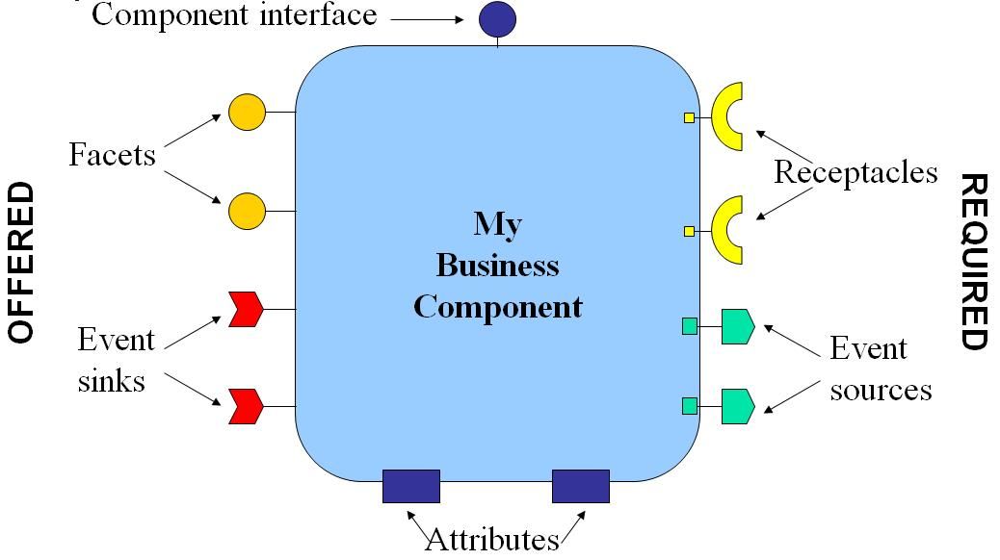 Component interface
Facets
OFFERED
Event
sinks
My
Business
Component
Receptacles
REQUIRED
Event
sources
Attributes